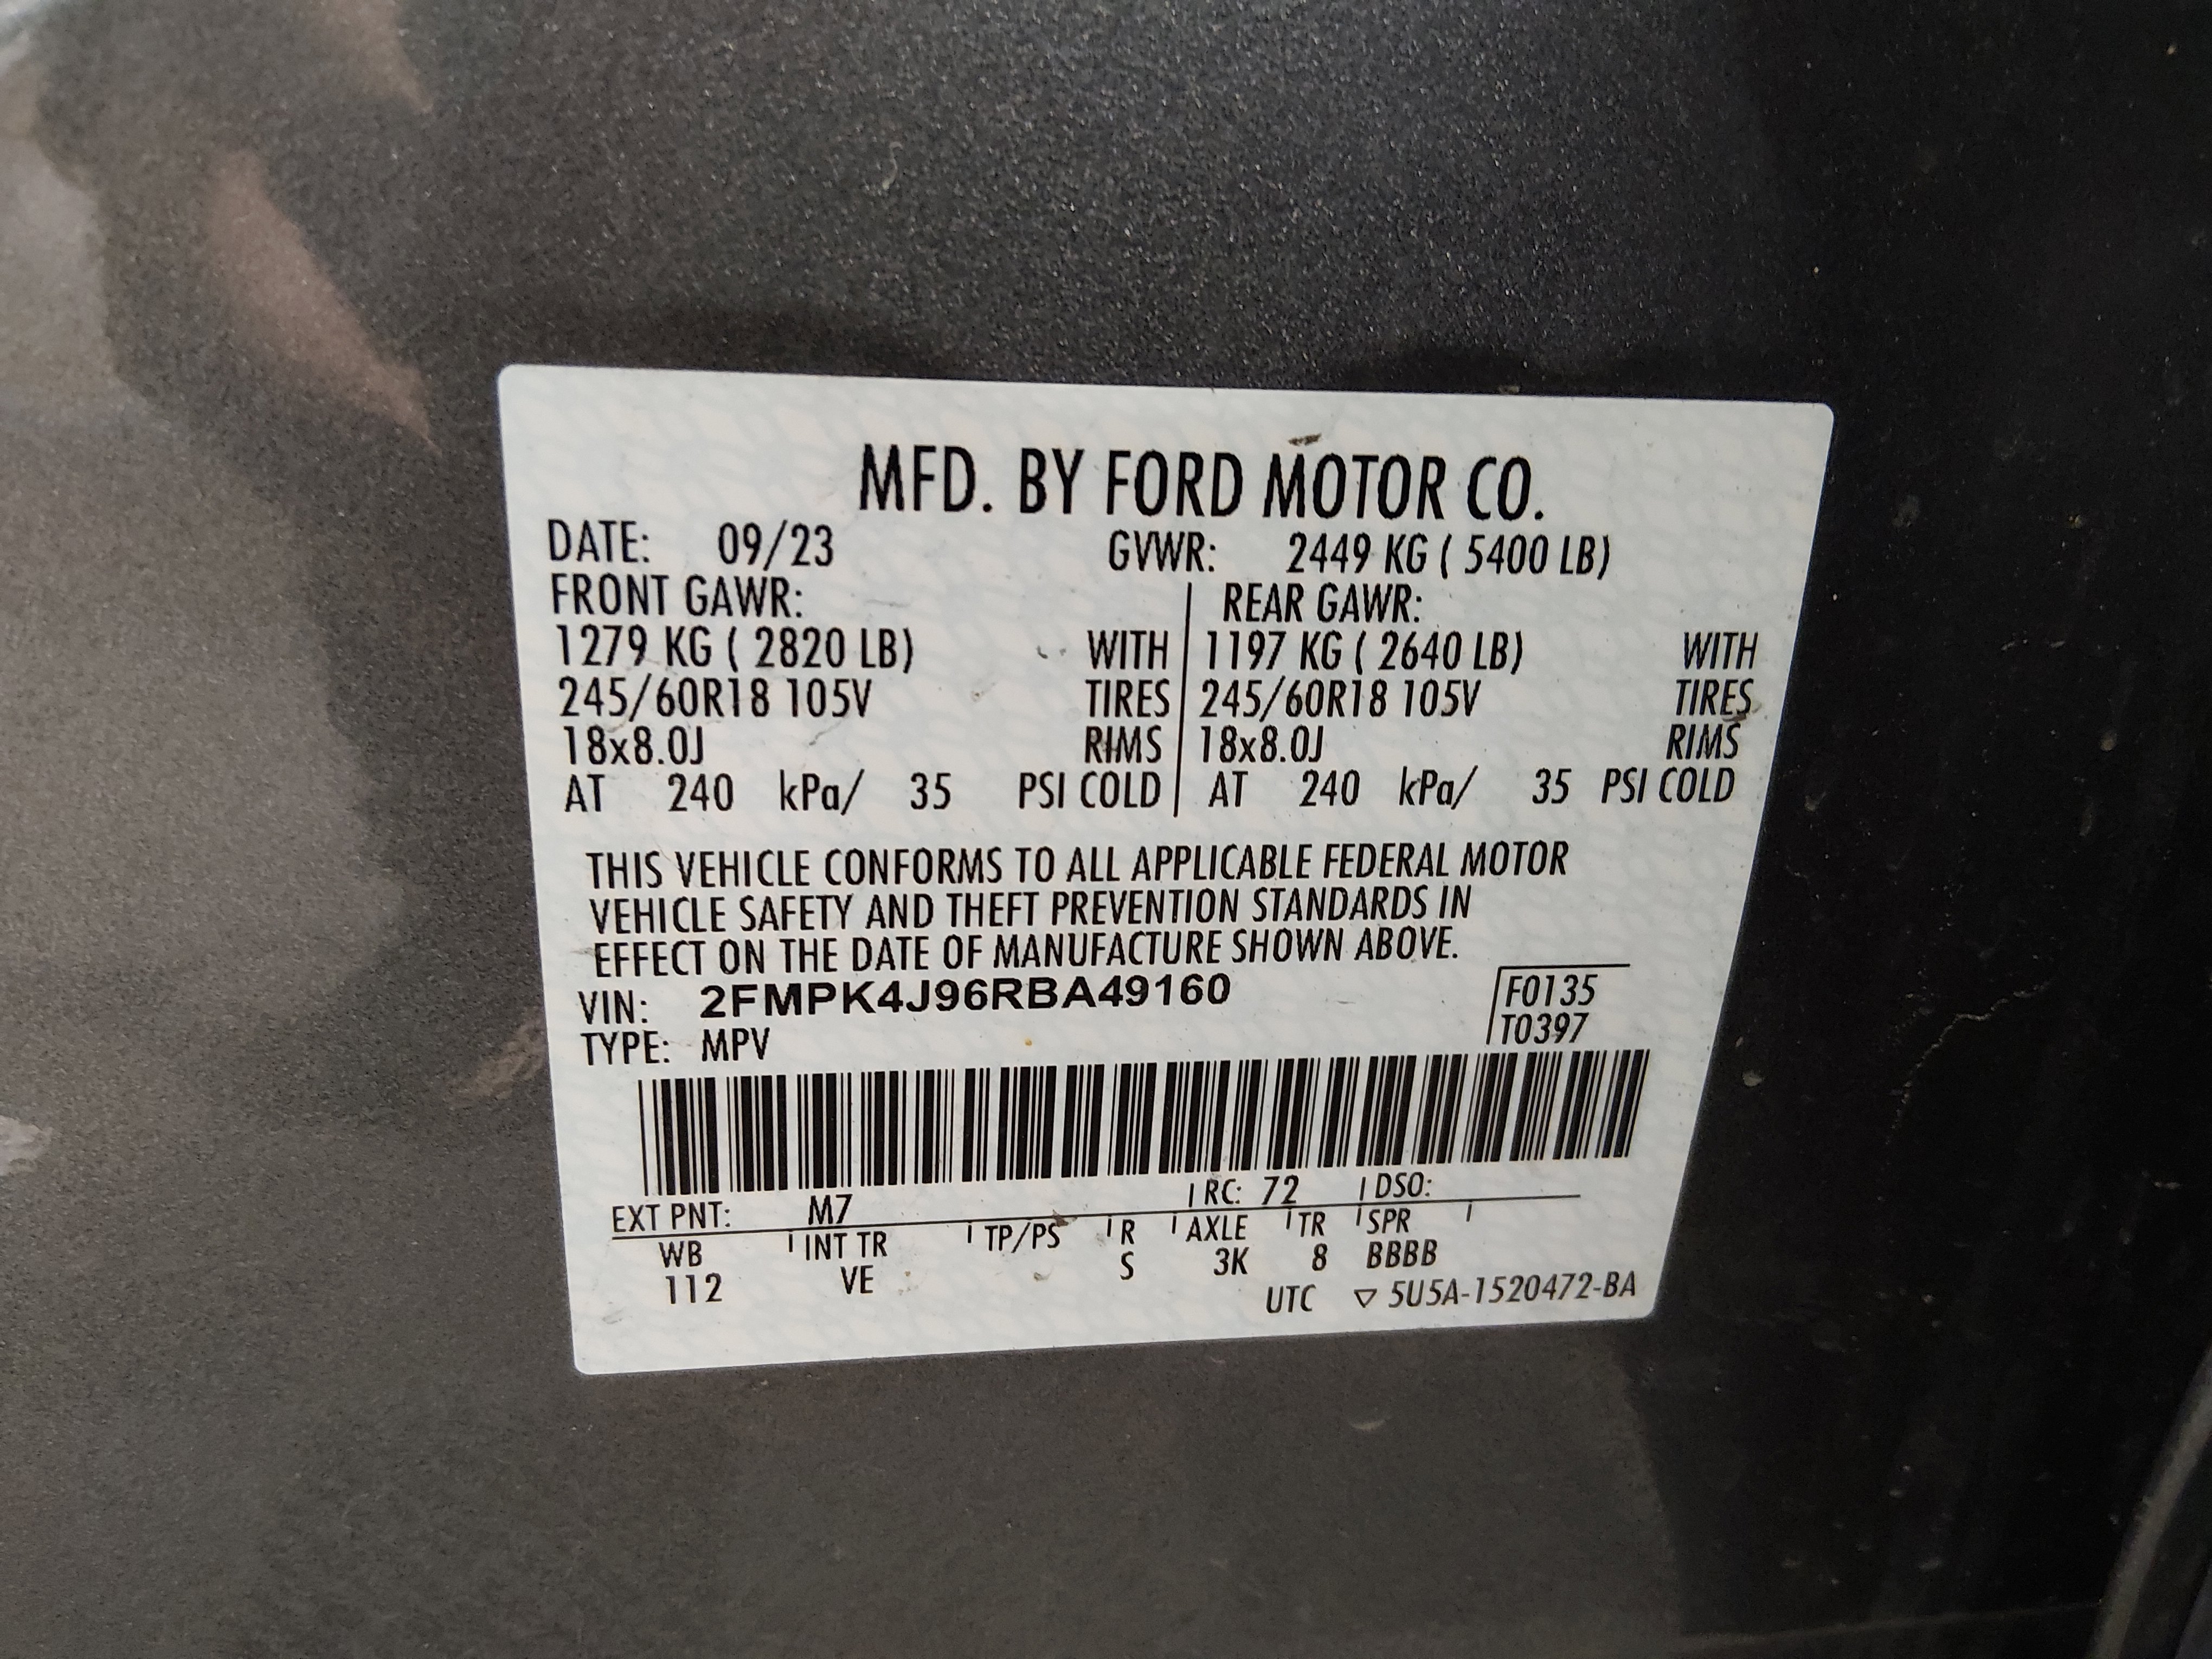 MFD. BY FORD MOTOR CO.
DATE: 09/23 GVWR: 2449 KG ( 5400 LB)
FRONT GAWR: REAR GAWR:
1279 KG ( 2820 LB) WITH 1197 KG ( 2640 LB) WITH
245/60R18 105V TIRES 245/60R18 105V TIRES
18x8.0J RIMS 18x8.0J RIMS
AT 240 kPa/ 35 PSI COLD AT 240 kPa/ 35 PSI COLD
THIS VEHICLE CONFORMS TO ALL APPLICABLE FEDERAL MOTOR
VEHICLE SAFETY AND THEFT PREVENTION STANDARDS IN
EFFECT ON THE DATE OF MANUFACTURE SHOWN ABOVE.
VIN: 2FMPK4J96RBA49160 F0135
TYPE: MPV T0397
EXT PNT: M7 RC: 72 DSO:
WB INT TR TP/PS R AXLE TR SPR
112 VE S 3K 8 BBBB
UTC ▽ 5U5A-1520472-BA